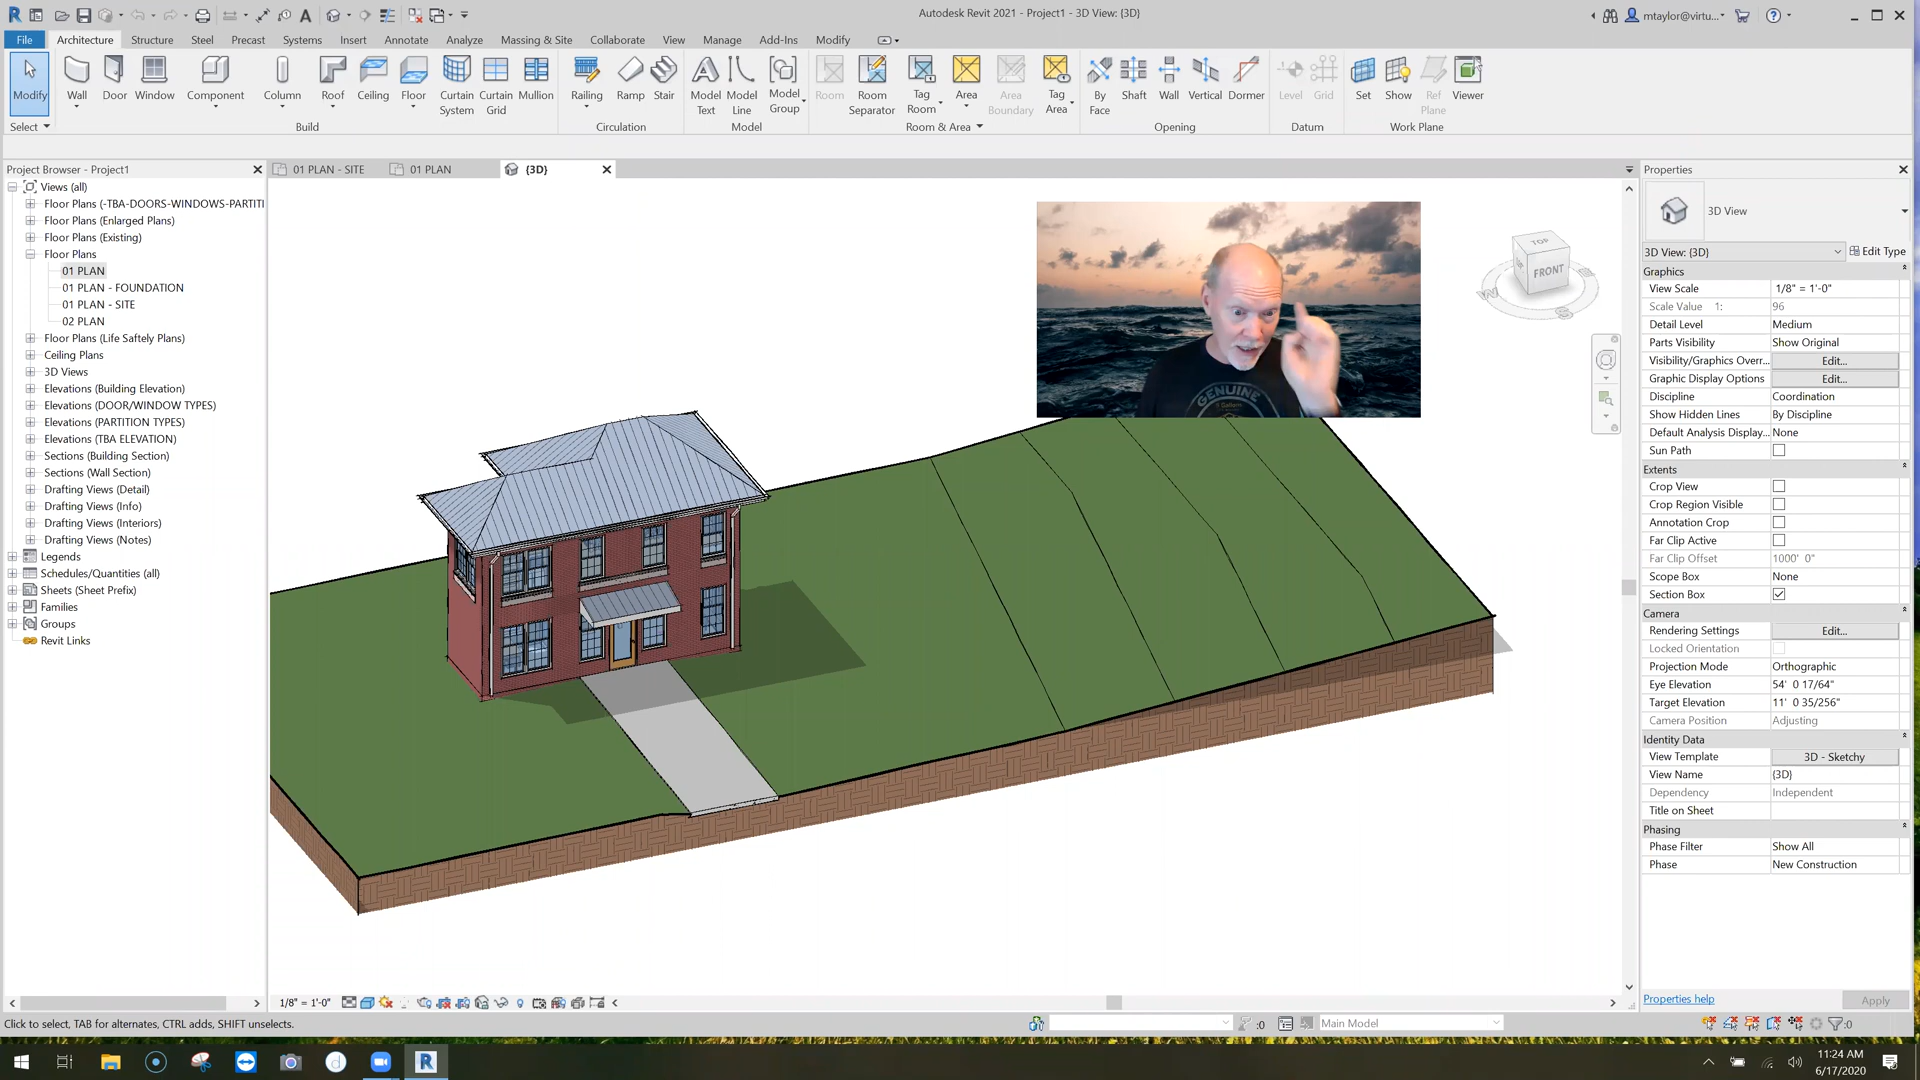 Autodesk Revit 2021 - Project1 - 3D View: {3D}
mtaylor@virtu...
File Architecture Structure Steel Precast Systems Insert Annotate Analyze Massing & Site Collaborate View Manage Add-Ins Modify
Modify Wall Door Window Component Column Roof Ceiling Floor Curtain System Curtain Grid Mullion Railing Ramp Stair Model Text Model Line Model Group Room Room Separator Tag Room Area Area Boundary Tag Area By Face Shaft Wall Vertical Dormer Level Grid Set Show Ref Plane Viewer
Select Build Circulation Model Room & Area Opening Datum Work Plane
Project Browser - Project1
01 PLAN - SITE 01 PLAN {3D}
Views (all)
Floor Plans (-TBA-DOORS-WINDOWS-PARTITI
Floor Plans (Enlarged Plans)
Floor Plans (Existing)
Floor Plans
01 PLAN
01 PLAN - FOUNDATION
01 PLAN - SITE
02 PLAN
Floor Plans (Life Saftely Plans)
Ceiling Plans
3D Views
Elevations (Building Elevation)
Elevations (DOOR/WINDOW TYPES)
Elevations (PARTITION TYPES)
Elevations (TBA ELEVATION)
Sections (Building Section)
Sections (Wall Section)
Drafting Views (Detail)
Drafting Views (Info)
Drafting Views (Interiors)
Drafting Views (Notes)
Legends
Schedules/Quantities (all)
Sheets (Sheet Prefix)
Families
Groups
Revit Links
GENUINE
TOP
FRONT
W
S
E
Properties
3D View
3D View: {3D} Edit Type
Graphics
View Scale 1/8" = 1'-0"
Scale Value 1: 96
Detail Level Medium
Parts Visibility Show Original
Visibility/Graphics Overr... Edit...
Graphic Display Options Edit...
Discipline Coordination
Show Hidden Lines By Discipline
Default Analysis Display... None
Sun Path
Extents
Crop View
Crop Region Visible
Annotation Crop
Far Clip Active
Far Clip Offset 1000' 0"
Scope Box None
Section Box
Camera
Rendering Settings Edit...
Locked Orientation
Projection Mode Orthographic
Eye Elevation 54' 0 17/64"
Target Elevation 11' 0 35/256"
Camera Position Adjusting
Identity Data
View Template 3D - Sketchy
View Name {3D}
Dependency Independent
Title on Sheet
Phasing
Phase Filter Show All
Phase New Construction
Properties help Apply
1/8" = 1'-0"
Click to select, TAB for alternates, CTRL adds, SHIFT unselects.
:0
Main Model
:0
11:24 AM
6/17/2020